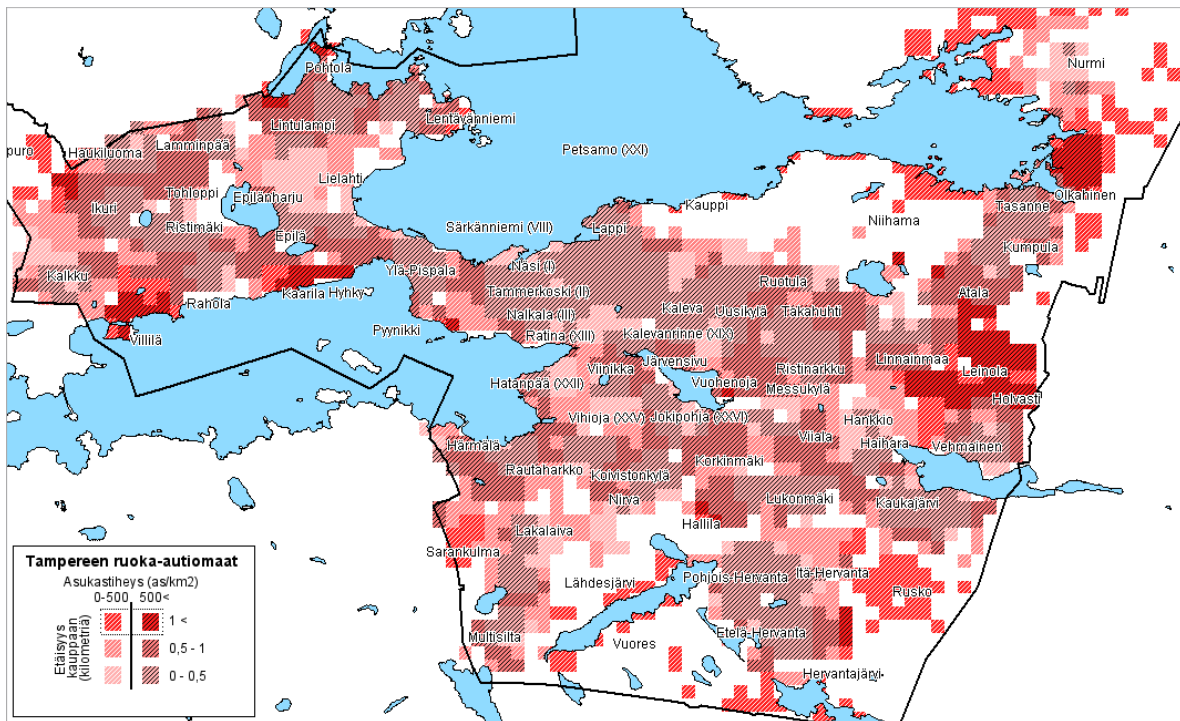 Nurmi
Pohtola
Lentävänniemi
Lintulampi
Lamminpää
Haukiluoma
puro
Petsamo (XXI)
Lielahti
Tohloppi
Epilänharju
Ikuri
Olkahinen
Tasanne
Kauppi
Niihama
Ristimäki
Särkänniemi (VIII)
Lappi
Epilä
Kumpula
Kalkku
Ylä-Pispala
Näsi (I)
Ruotula
Tammerkoski (II)
Atala
Rahola
Kaarila
Hyhky
Kaleva
Uusikylä
Takahuhti
Nalkala (III)
Pyynikki
Ratina (XIII)
Kalevanrinne (XIX)
Villilä
Järvensivu
Linnainmaa
Viinikka
Ristinarkku
Leinola
Hatanpää (XXII)
Vuohenoja
Messukylä
Holvasti
Vihioja (XXV)
Jokipohja (XXVI)
Hankkio
Härmälä
Viiala
Haihara
Vehmainen
Rautaharkko
Koivistonkylä
Korkinmäki
Nirva
Lukonmäki
Kaukajärvi
Lakalaiva
Hallila
Sarankulma
Lähdesjärvi
Pohjois-Hervanta
Itä-Hervanta
Rusko
Multisilta
Vuores
Etelä-Hervanta
Hervantajärvi
Tampereen ruoka-autiomaat
Asukastiheys (as/km2)
0-500
500<
1 <
0,5 - 1
0 - 0,5
Etäisyys
kauppaan
(kilometriä)